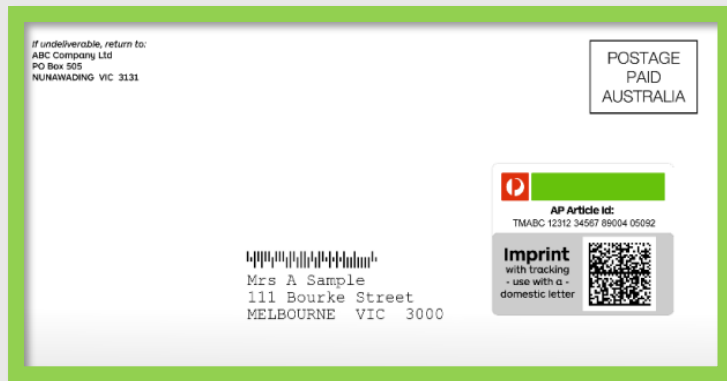 If undeliverable, return to:
ABC Company Ltd
PO Box 505
NUNAWADING VIC 3131
POSTAGE
PAID
AUSTRALIA
AP Article Id:
TMABC 12312 34567 89004 05092
Imprint
with tracking
- use with a -
domestic letter
Mrs A Sample
111 Bourke Street
MELBOURNE VIC 3000